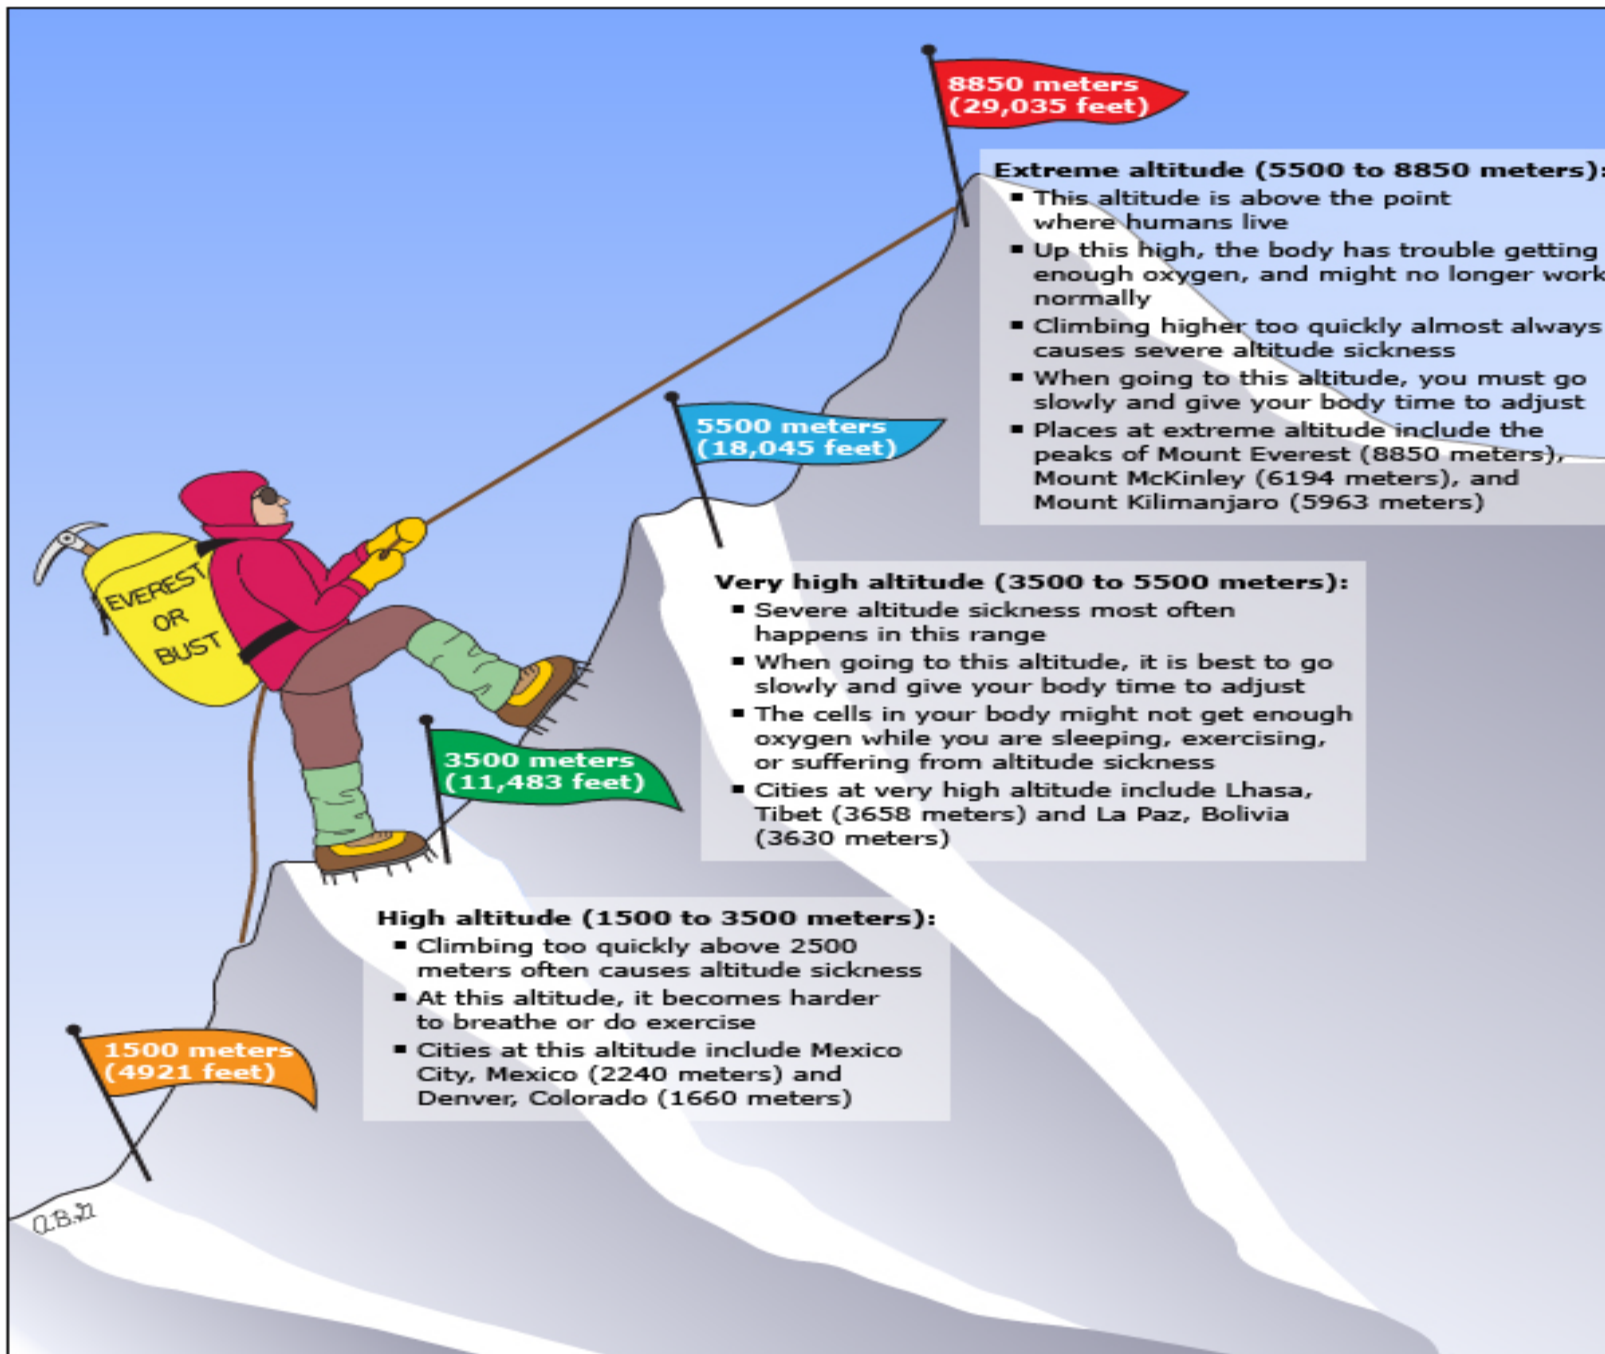 8850 meters
(29,035 feet)
Extreme altitude (5500 to 8850 meters):
▪ This altitude is above the point
where humans live
▪ Up this high, the body has trouble getting
enough oxygen, and might no longer work
normally
▪ Climbing higher too quickly almost always
causes severe altitude sickness
▪ When going to this altitude, you must go
slowly and give your body time to adjust
▪ Places at extreme altitude include the
peaks of Mount Everest (8850 meters),
Mount McKinley (6194 meters), and
Mount Kilimanjaro (5963 meters)
5500 meters
(18,045 feet)
EVEREST
OR
BUST
Very high altitude (3500 to 5500 meters):
▪ Severe altitude sickness most often
happens in this range
▪ When going to this altitude, it is best to go
slowly and give your body time to adjust
▪ The cells in your body might not get enough
oxygen while you are sleeping, exercising,
or suffering from altitude sickness
▪ Cities at very high altitude include Lhasa,
Tibet (3658 meters) and La Paz, Bolivia
(3630 meters)
3500 meters
(11,483 feet)
High altitude (1500 to 3500 meters):
▪ Climbing too quickly above 2500
meters often causes altitude sickness
▪ At this altitude, it becomes harder
to breathe or do exercise
▪ Cities at this altitude include Mexico
City, Mexico (2240 meters) and
Denver, Colorado (1660 meters)
1500 meters
(4921 feet)